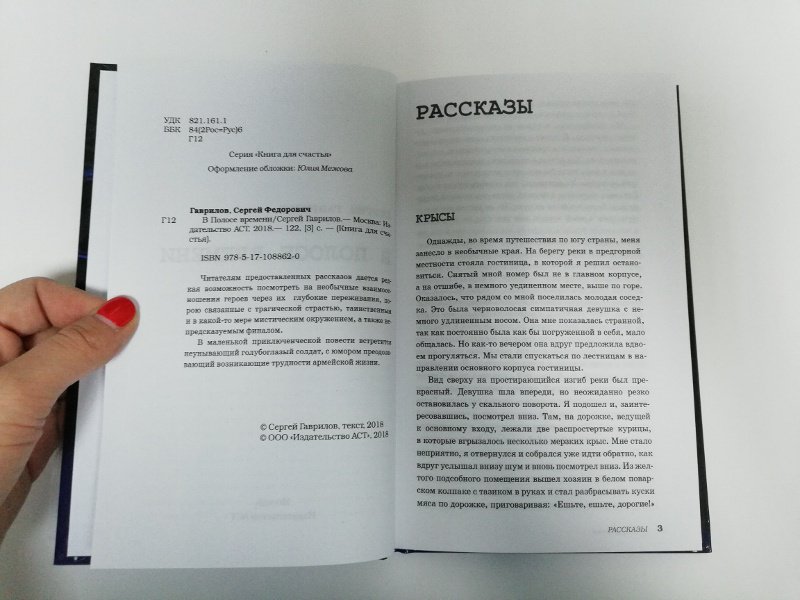 УДК 821.161.1
ББК 84(2Рос=Рус)6
Г12
Серия «Книга для счастья»
Оформление обложки: Юлия Межова
Гаврилов, Сергей Федорович
Г12 В Полосе времени/Сергей Гаврилов.— Москва: Из-
дательство АСТ. 2018.— 122, [3] с. — (Книга для сча-
стья).
ISBN 978-5-17-108862-0
Читателям предоставленных рассказов дается ред-
кая возможность посмотреть на необычные взаимо-
ношения героев через их глубокие переживания,
рою связанные с трагической страстью, таинственным
и в какой-то мере мистическим окружением, а также не-
предсказуемым финалом.
В маленькой приключенческой повести встретится
неунывающий голубоглазый солдат, с юмором преодоле-
вающий возникающие трудности армейской жизни.
© Сергей Гаврилов, текст, 2018
© ООО «Издательство АСТ», 2018
РАССКАЗЫ
КРЫСЫ
Однажды, во время путешествия по югу страны, меня
занесло в необычные края. На берегу реки в предгорной
местности стояла гостиница, в которой я решил остано-
виться. Снятый мной номер был не в главном корпусе,
а на отшибе, в немного уединенном месте, выше по горе.
Оказалось, что рядом со мной поселилась молодая сосед-
ка. Это была черноволосая симпатичная девушка с не-
много удлиненным носом. Она мне показалась странной,
так как постоянно была как бы погруженной в себя, мало
общалась. Но как-то вечером она вдруг предложила вдво-
ем прогуляться. Мы стали спускаться по лестницам в на-
правлении основного корпуса гостиницы.
Вид сверху на простирающийся изгиб реки был пре-
красный. Девушка шла впереди, но неожиданно резко
остановилась у скального поворота. Я подошел и, заинте-
ресовавшись, посмотрел вниз. Там, на дорожке, ведущей
к основному входу, лежали две распростертые курицы,
в которые вгрызалось несколько мерзких крыс. Мне стало
неприятно, я отвернулся и собрался уже идти обратно, как
вдруг услышал внизу шум и вновь посмотрел вниз. Из жел-
того подсобного помещения вышел хозяин в белом повар-
ском колпаке с тазиком в руках и стал разбрасывать куски
мяса по дорожке, приговаривая: «Ешьте, ешьте, дорогие!»
РАССКАЗЫ 3